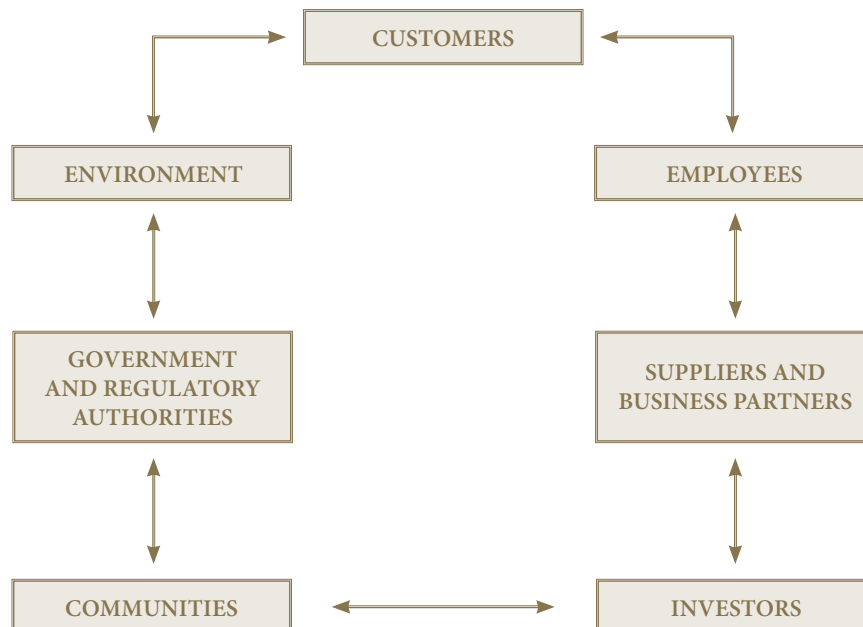 CUSTOMERS
ENVIRONMENT
EMPLOYEES
GOVERNMENT
AND REGULATORY
AUTHORITIES
SUPPLIERS AND
BUSINESS PARTNERS
COMMUNITIES
INVESTORS